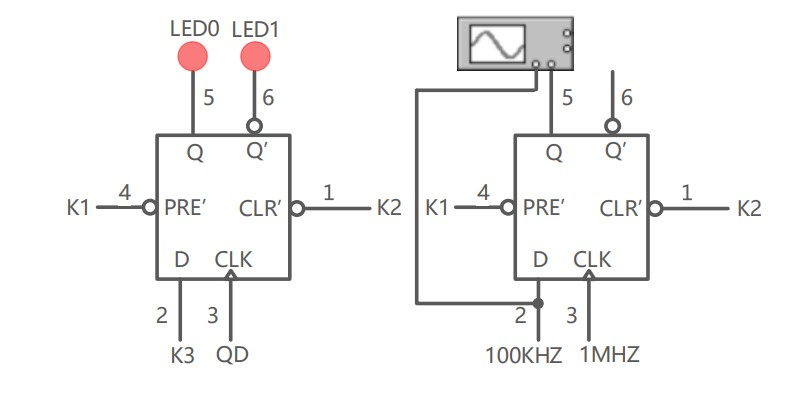 LED0 LED1
5 6 5 6
Q Q′ Q Q′
K1 4 PRE′ CLR′ 1 K2 K1 4 PRE′ CLR′ 1 K2
D CLK D CLK
2 3 2 3
K3 QD 100KHZ 1MHZ